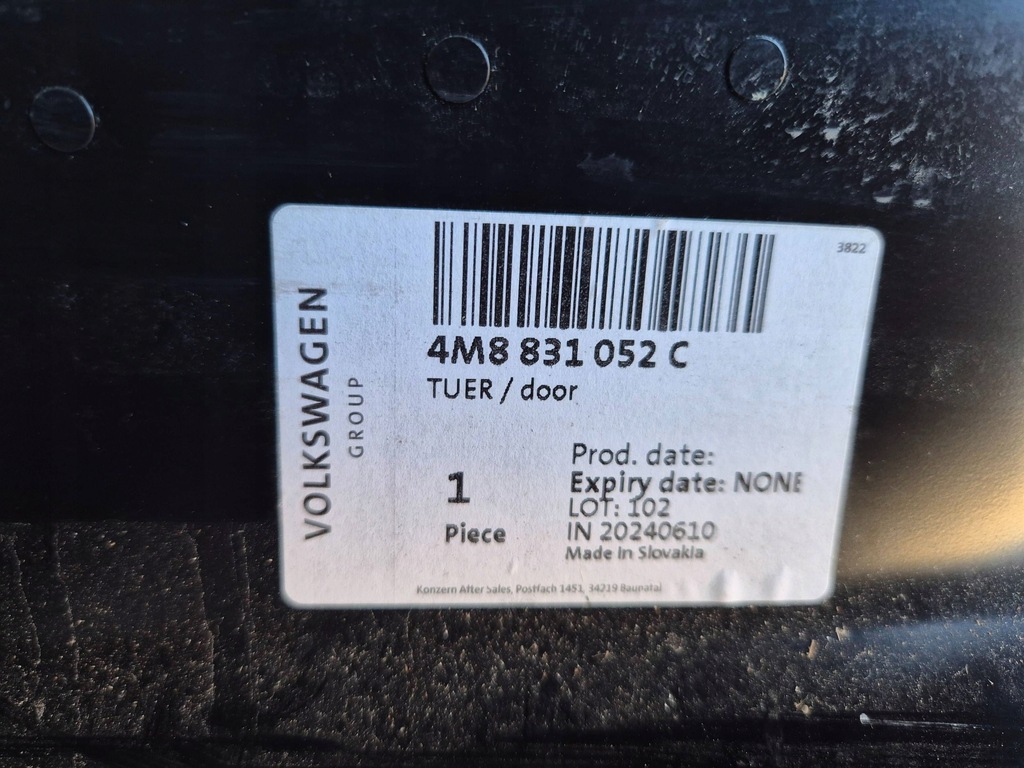 3822
VOLKSWAGEN
GROUP
4M8 831 052 C
TUER / door
1
Piece
Prod. date:
Expiry date: NONE
LOT: 102
IN 20240610
Made In Slovakia
Konzern After Sales, Postfach 1451, 34219 Baunatal